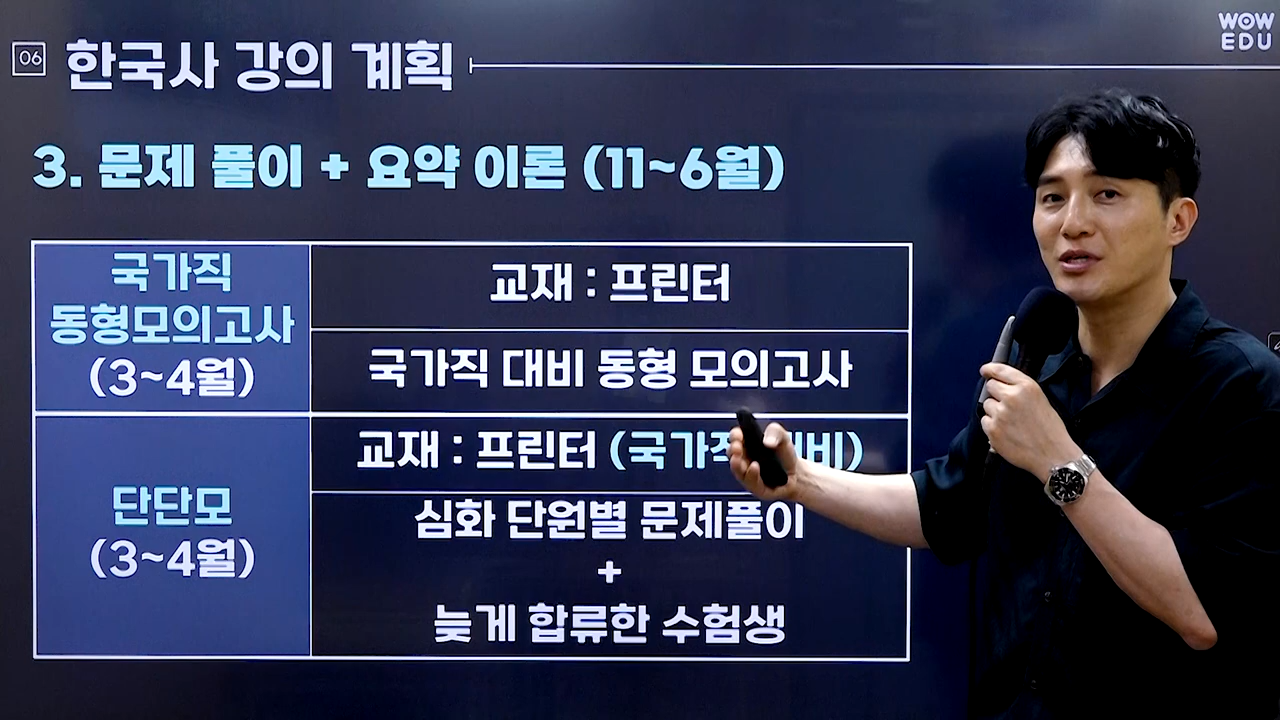 06 한국사 강의 계획
WOW
EDU
3. 문제 풀이 + 요약 이론 (11~6월)
국가직
동형모의고사
(3~4월)
교재 : 프린터
국가직 대비 동형 모의고사
단단모
(3~4월)
교재 : 프린터 (국가직
심화 단원별 문제풀이
+
늦게 합류한 수험생